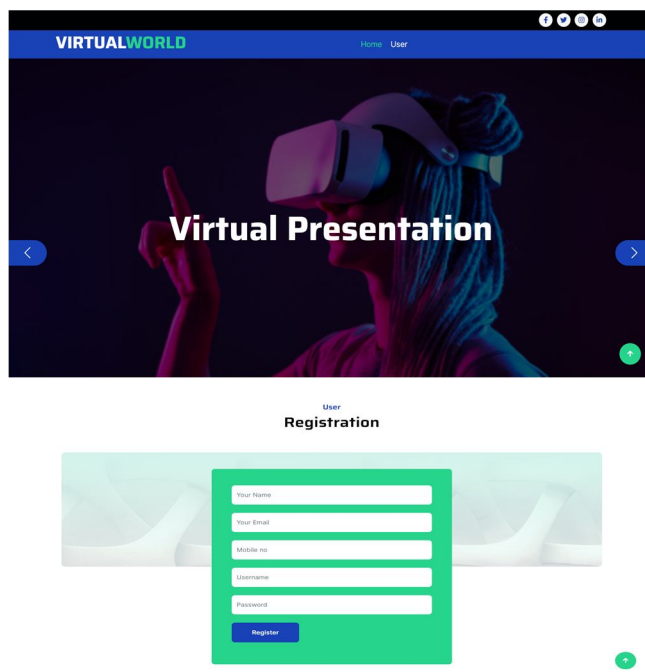 VIRTUALWORLD
Home User
Virtual Presentation
User
Registration
Your Name
Your Email
Mobile no
Username
Password
Register